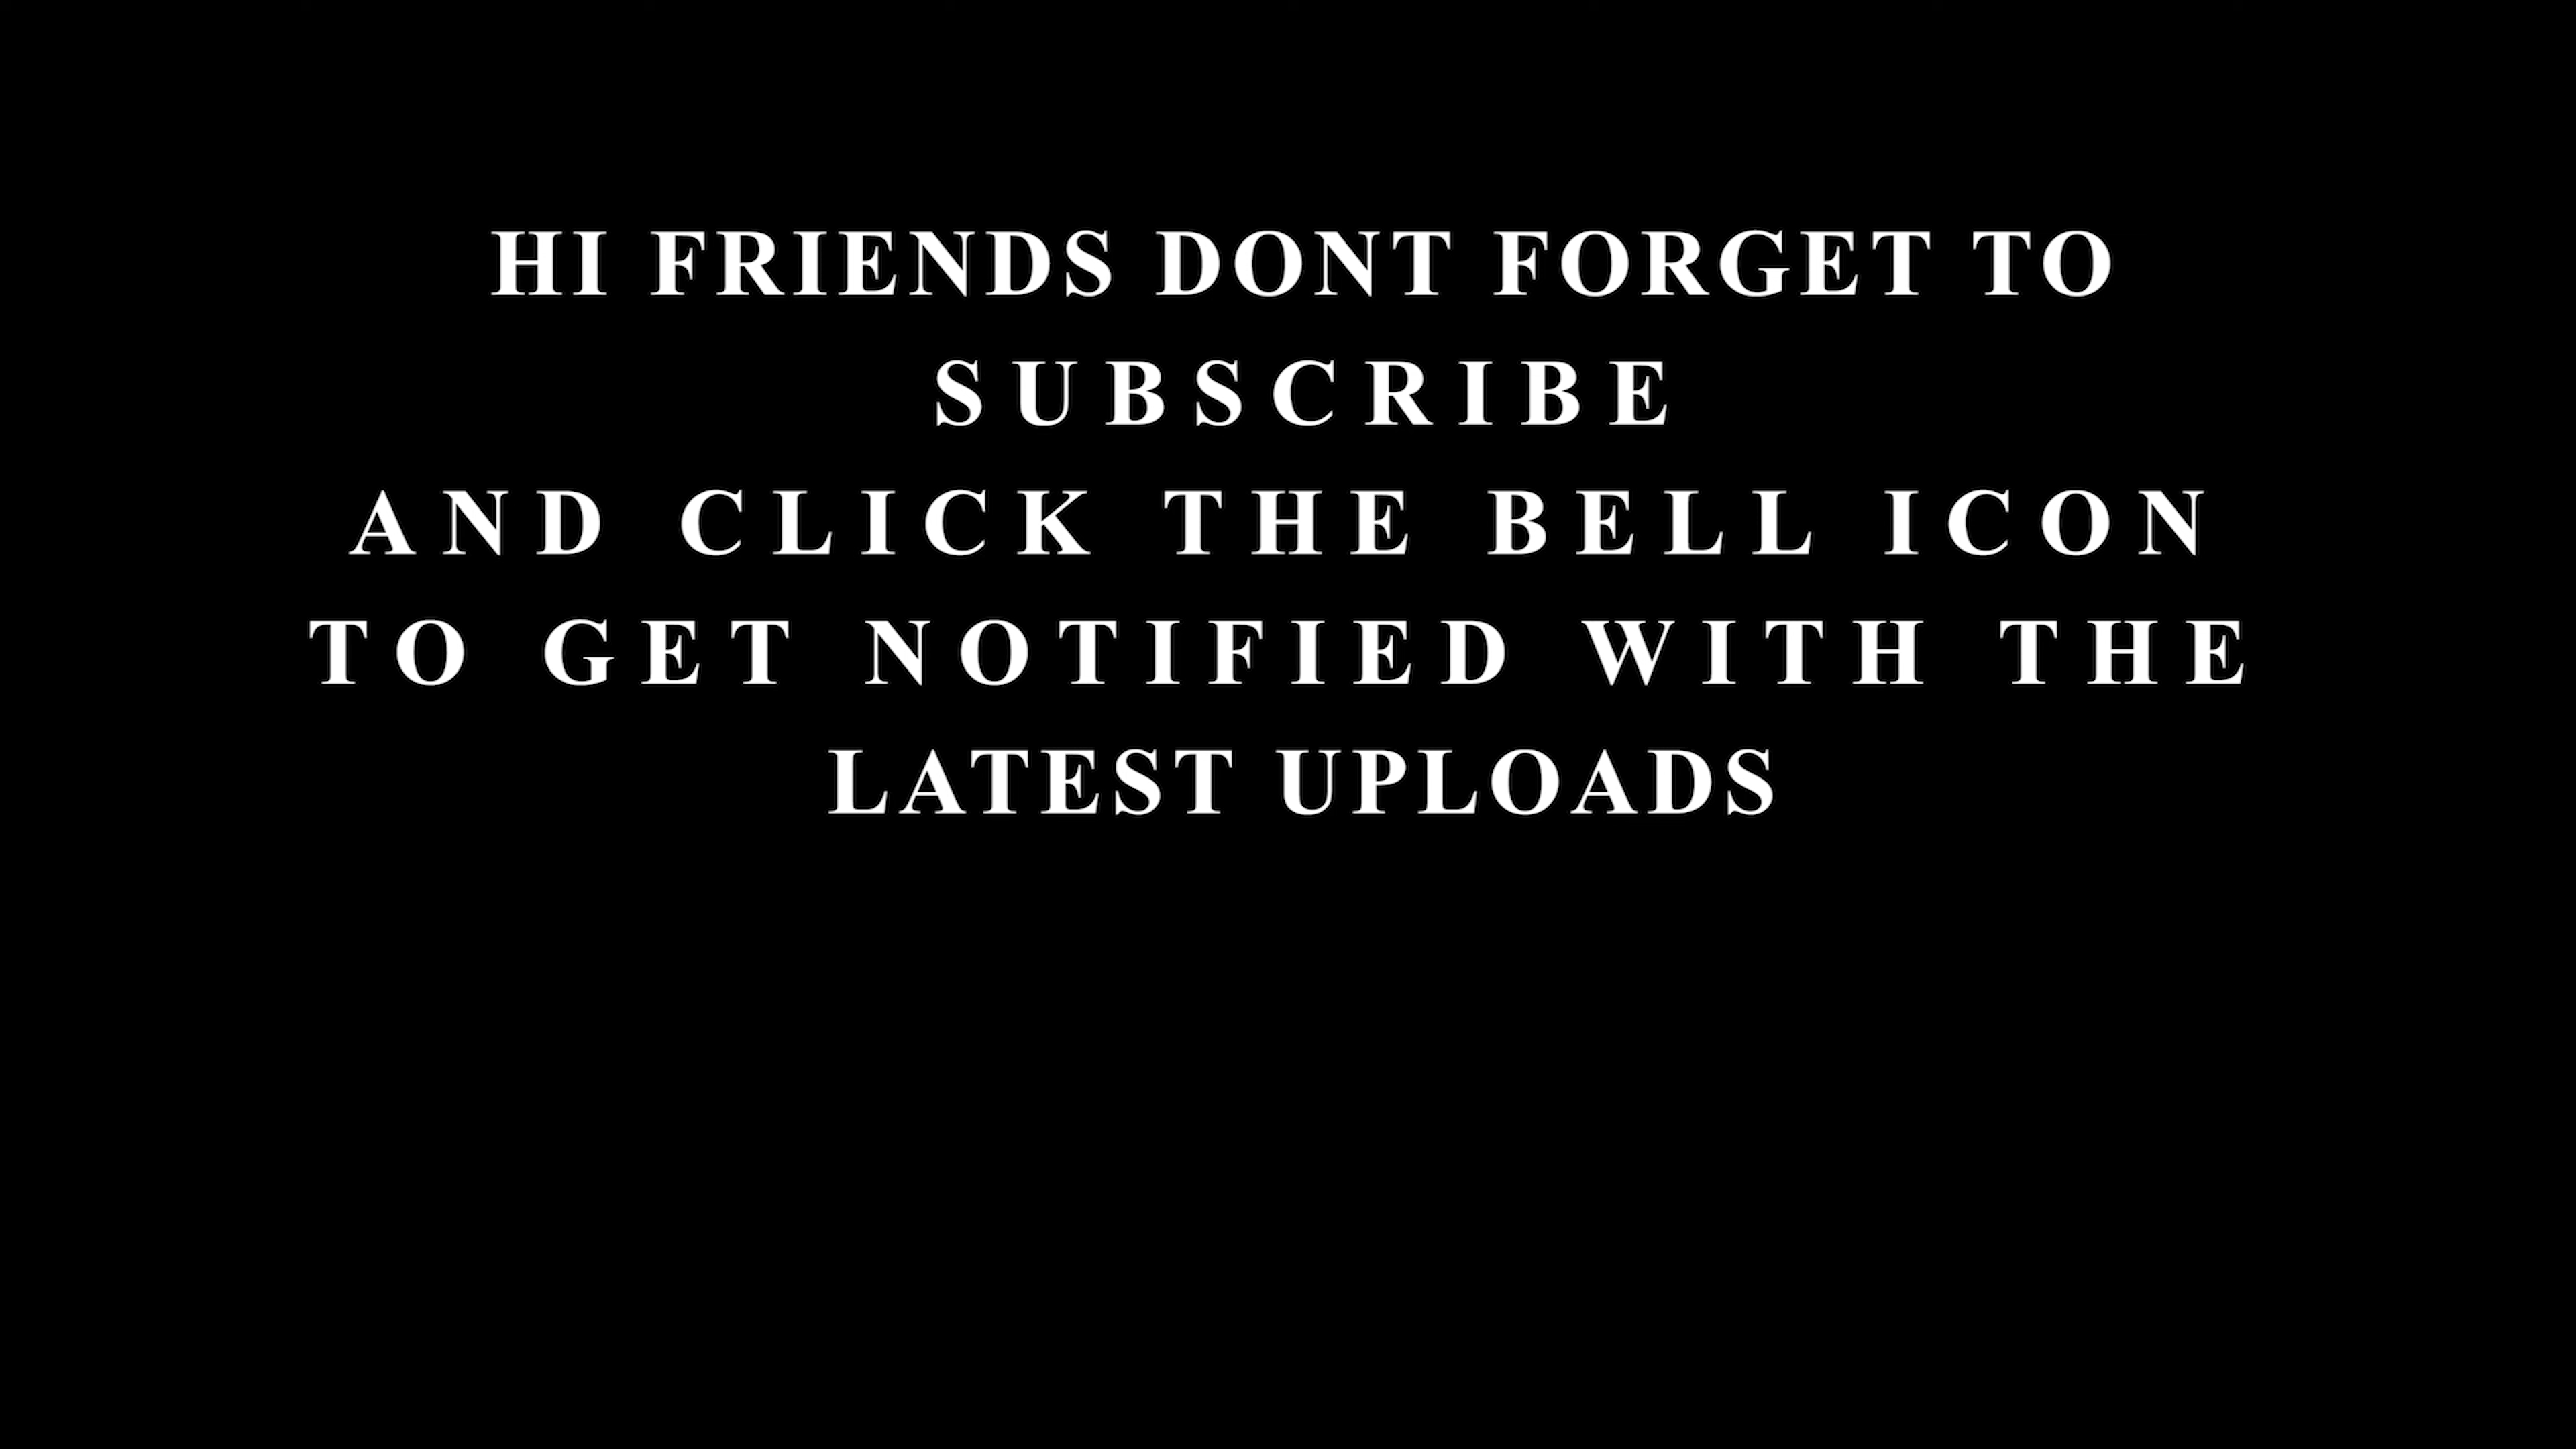 HI FRIENDS DONT FORGET TO
SUBSCRIBE
AND CLICK THE BELL ICON
TO GET NOTIFIED WITH THE
LATEST UPLOADS